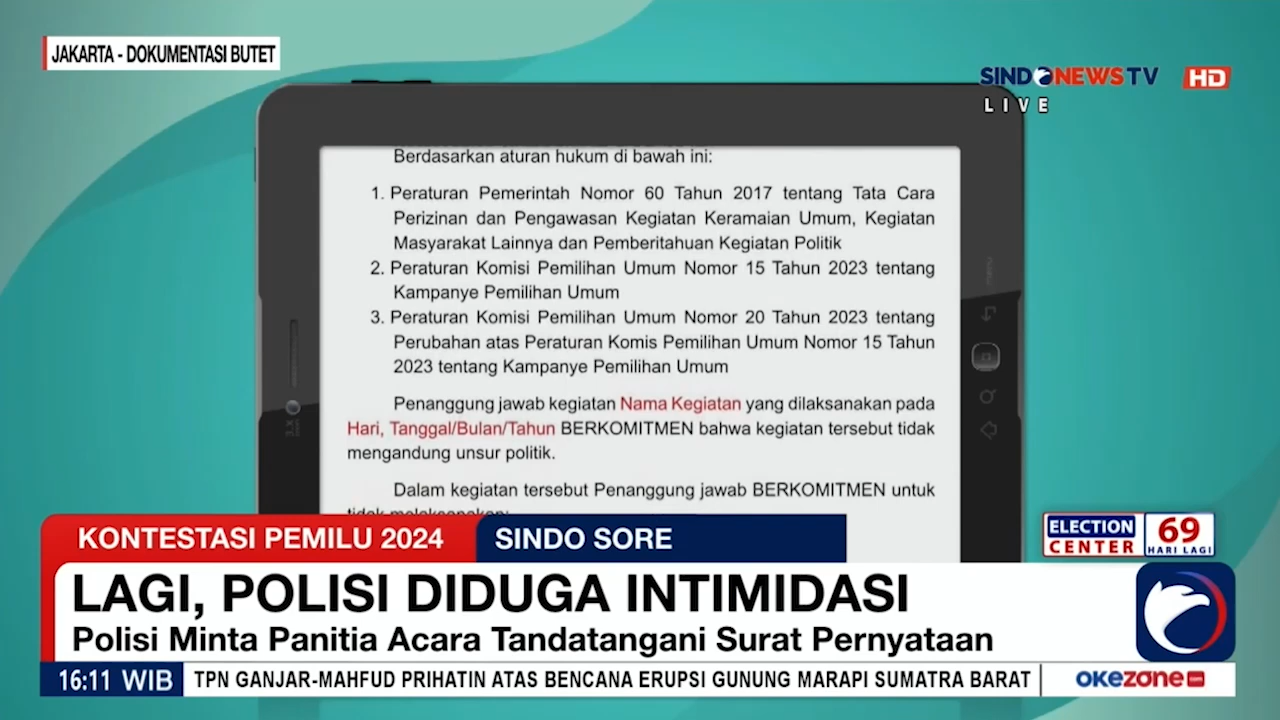 JAKARTA - DOKUMENTASI BUTET
SINDONEWS TV HD
LIVE
Berdasarkan aturan hukum di bawah ini:
1. Peraturan Pemerintah Nomor 60 Tahun 2017 tentang Tata Cara
Perizinan dan Pengawasan Kegiatan Keramaian Umum, Kegiatan
Masyarakat Lainnya dan Pemberitahuan Kegiatan Politik
2. Peraturan Komisi Pemilihan Umum Nomor 15 Tahun 2023 tentang
Kampanye Pemilihan Umum
3. Peraturan Komisi Pemilihan Umum Nomor 20 Tahun 2023 tentang
Perubahan atas Peraturan Komis Pemilihan Umum Nomor 15 Tahun
2023 tentang Kampanye Pemilihan Umum
Penanggung jawab kegiatan Nama Kegiatan yang dilaksanakan pada
Hari, Tanggal/Bulan/Tahun BERKOMITMEN bahwa kegiatan tersebut tidak
mengandung unsur politik.
Dalam kegiatan tersebut Penanggung jawab BERKOMITMEN untuk
tidak melaksanakan:
KONTESTASI PEMILU 2024
SINDO SORE
ELECTION CENTER
69 HARI LAGI
LAGI, POLISI DIDUGA INTIMIDASI
Polisi Minta Panitia Acara Tandatangani Surat Pernyataan
16:11 WIB
TPN GANJAR-MAHFUD PRIHATIN ATAS BENCANA ERUPSI GUNUNG MARAPI SUMATRA BARAT
OKEZONE